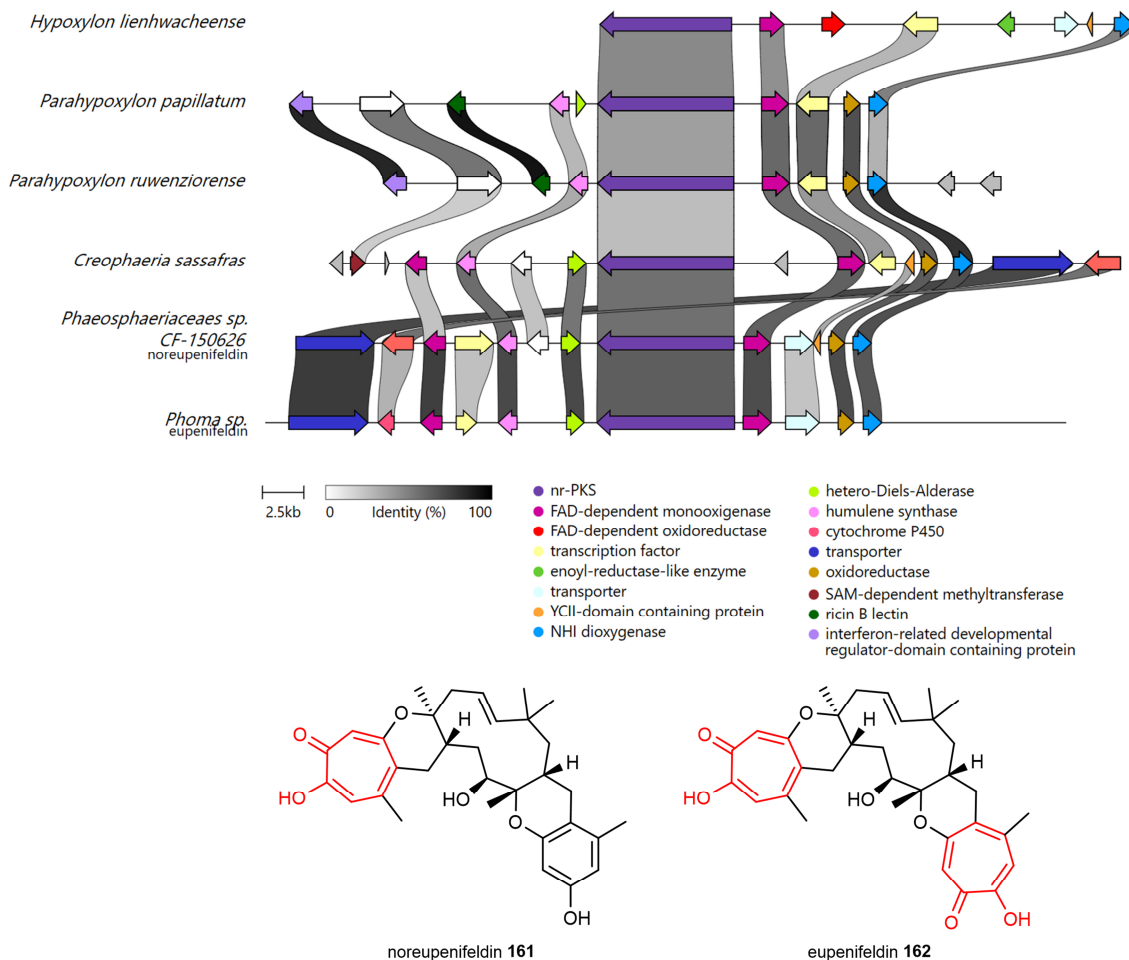 Hypoxylon lienhwacheense
Parahypoxylon papillatum
Parahypoxylon ruwenziorense
Creophaeria sassafras
Phaeosphaeriaceaes sp.
CF-150626
noreupenifeldin
Phoma sp.
eupenifeldin
2.5kb
0 Identity (%) 100
nr-PKS
FAD-dependent monooxigenase
FAD-dependent oxidoreductase
transcription factor
enoyl-reductase-like enzyme
transporter
YCII-domain containing protein
NHI dioxygenase
hetero-Diels-Alderase
humulene synthase
cytochrome P450
transporter
oxidoreductase
SAM-dependent methyltransferase
ricin B lectin
interferon-related developmental
regulator-domain containing protein
O
O
HO
H
HO
H
O
OH
noreupenifeldin 161
O
O
HO
H
HO
H
O
O
OH
eupenifeldin 162